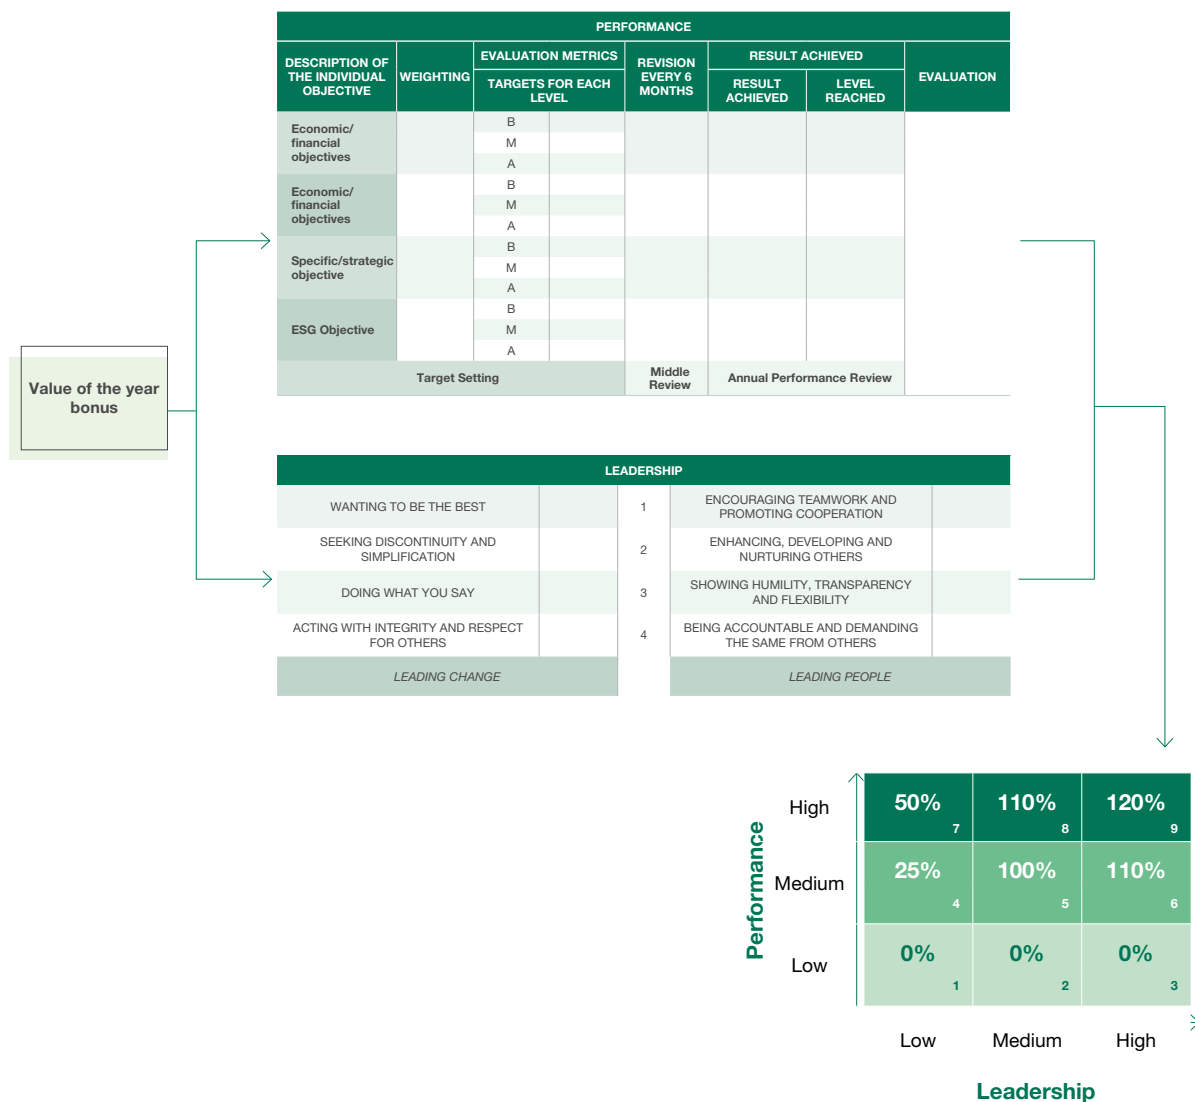 PERFORMANCE
DESCRIPTION OF
THE INDIVIDUAL
OBJECTIVE
WEIGHTING
EVALUATION METRICS
TARGETS FOR EACH
LEVEL
REVISION
EVERY 6
MONTHS
RESULT ACHIEVED
RESULT
ACHIEVED
LEVEL
REACHED
EVALUATION
Economic/
financial
objectives
B
M
A
Economic/
financial
objectives
B
M
A
Specific/strategic
objective
B
M
A
ESG Objective
B
M
A
Target Setting
Middle
Review
Annual Performance Review
Value of the year
bonus
LEADERSHIP
WANTING TO BE THE BEST
1
ENCOURAGING TEAMWORK AND
PROMOTING COOPERATION
SEEKING DISCONTINUITY AND
SIMPLIFICATION
2
ENHANCING, DEVELOPING AND
NURTURING OTHERS
DOING WHAT YOU SAY
3
SHOWING HUMILITY, TRANSPARENCY
AND FLEXIBILITY
ACTING WITH INTEGRITY AND RESPECT
FOR OTHERS
4
BEING ACCOUNTABLE AND DEMANDING
THE SAME FROM OTHERS
LEADING CHANGE
LEADING PEOPLE
Performance
High
50%
7
110%
8
120%
9
Medium
25%
4
100%
5
110%
6
Low
0%
1
0%
2
0%
3
Low
Medium
High
Leadership